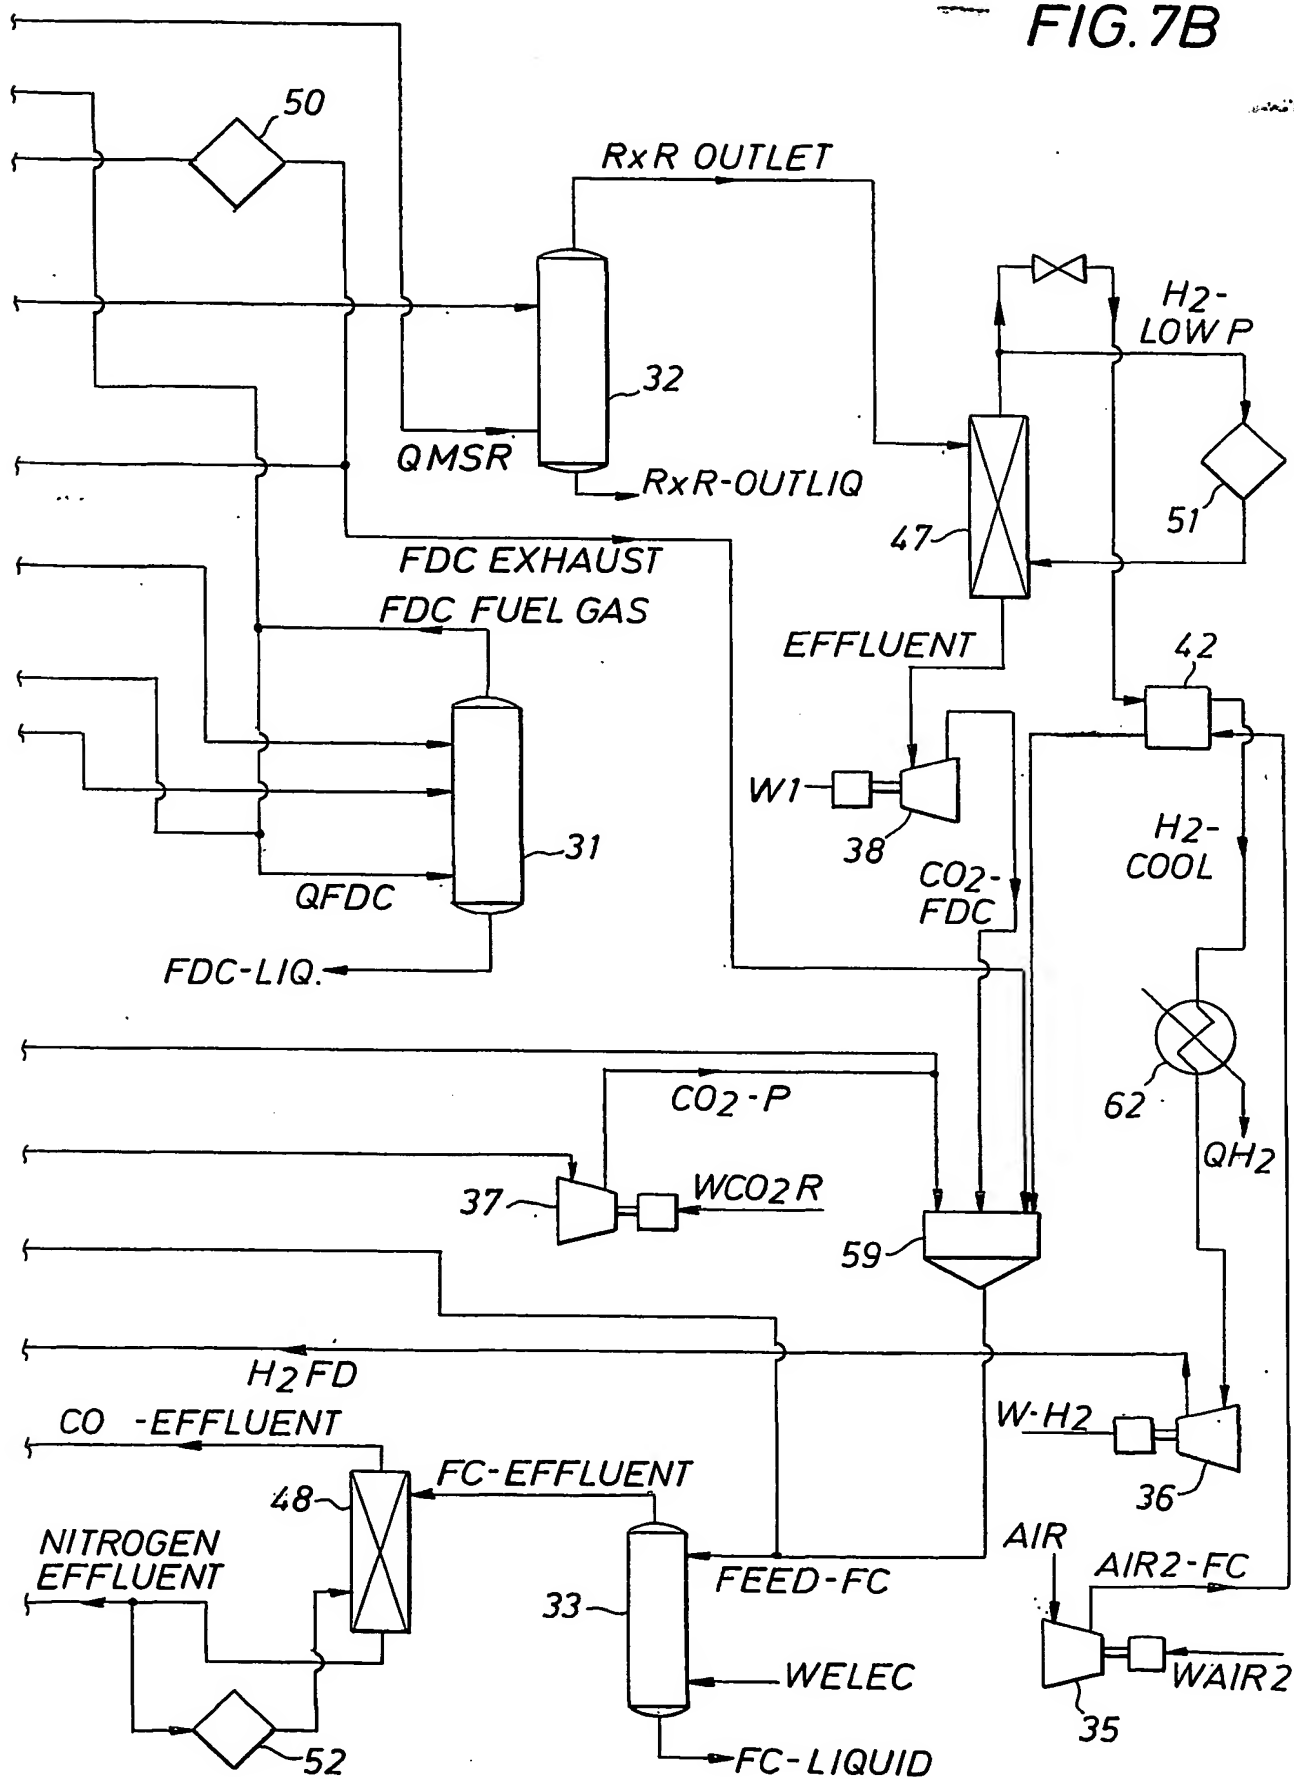 FIG.7B
50
RxR OUTLET
H2-
LOW P
32
QMSR
RxR-OUTLIQ
51
47
FDC EXHAUST
FDC FUEL GAS
EFFLUENT
42
W1
38
31
H2-
COOL
CO2-
FDC
QFDC
FDC-LIQ.
62
CO2-P
QH2
37
WCO2R
59
H2FD
CO -EFFLUENT
W-H2
FC-EFFLUENT
48
36
NITROGEN
EFFLUENT
AIR
AIR2-FC
FEED-FC
33
WELEC
WAIR2
35
52
FC-LIQUID